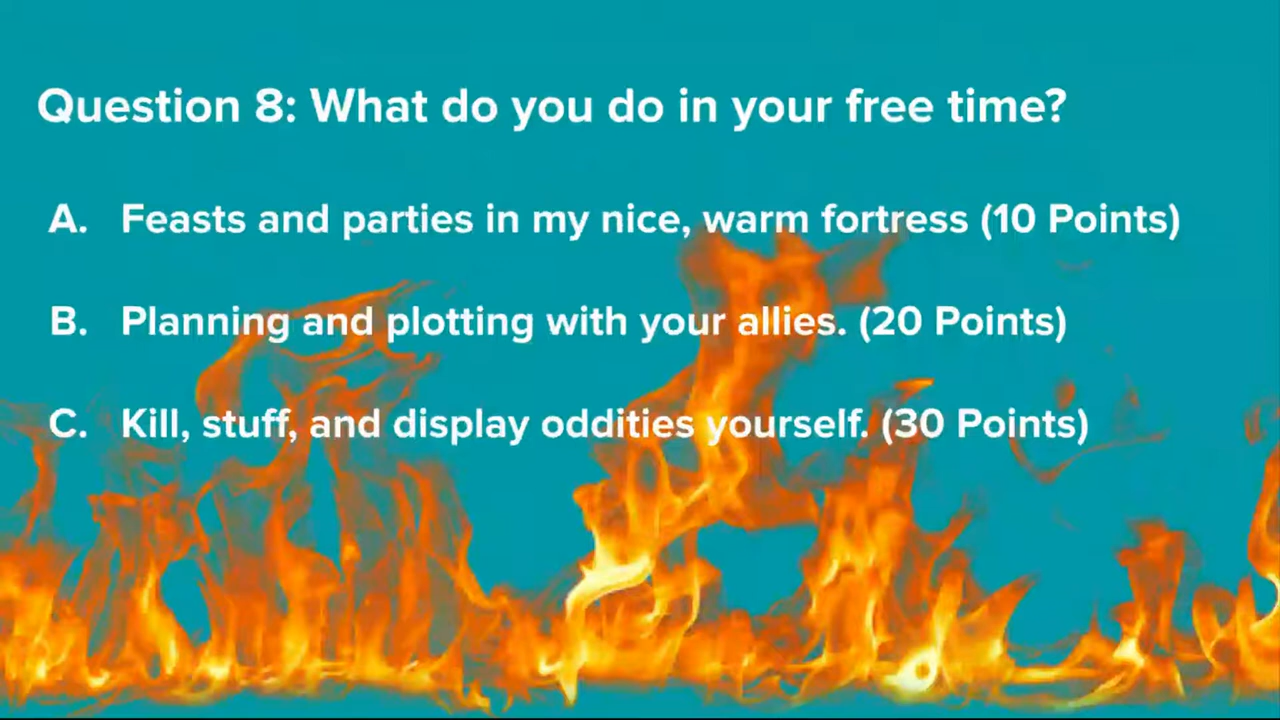 Question 8: What do you do in your free time?
A. Feasts and parties in my nice, warm fortress (10 Points)
B. Planning and plotting with your allies. (20 Points)
C. Kill, stuff, and display oddities yourself. (30 Points)